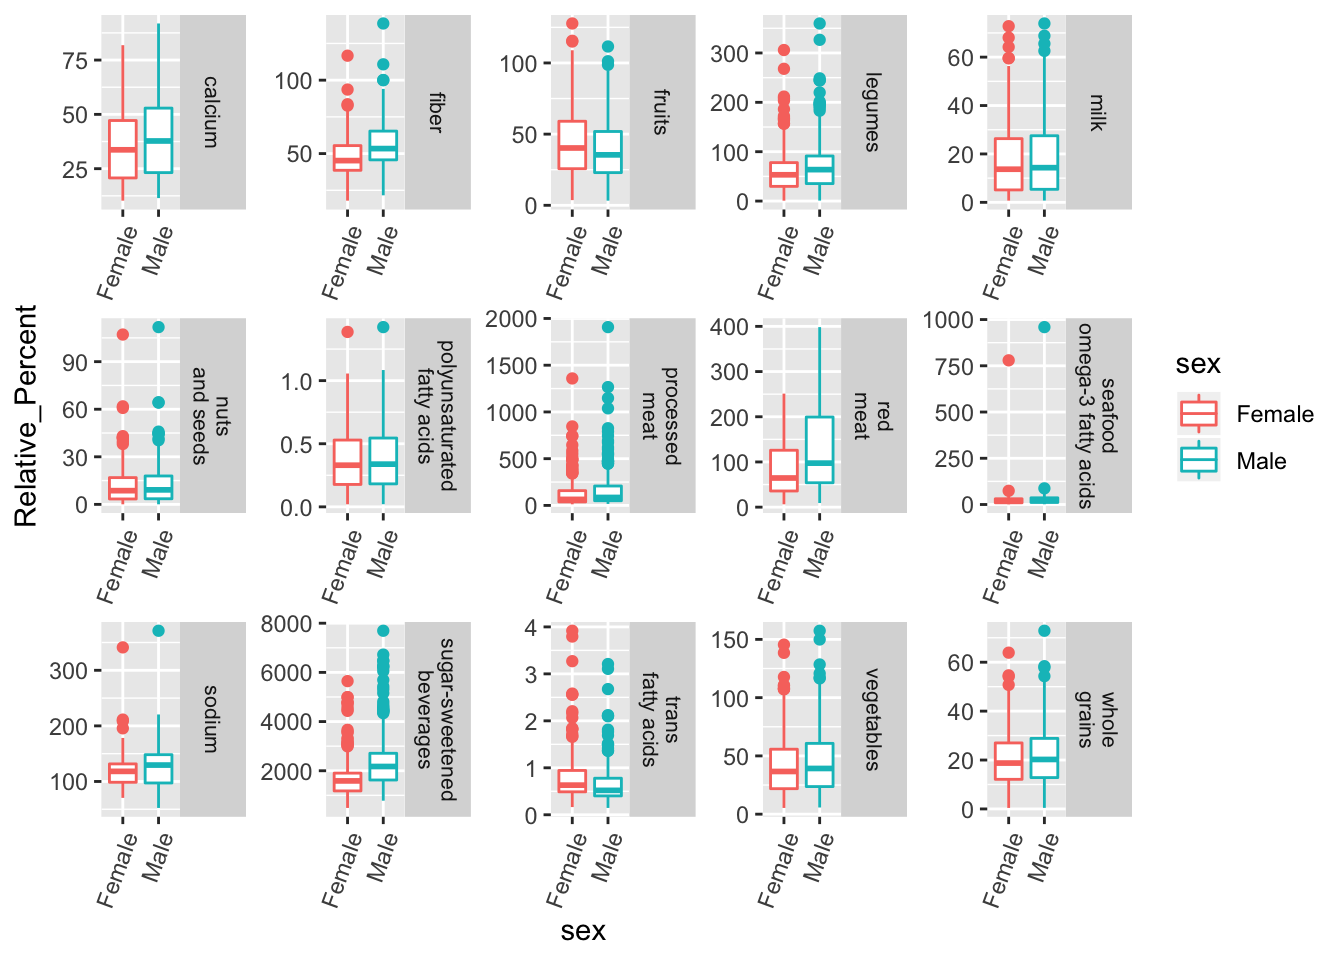 Relative_Percent
75
50
25
Female
Male
calcium
100
50
Female
Male
fiber
100
50
0
Female
Male
fruits
300
200
100
0
Female
Male
legumes
60
40
20
0
Female
Male
milk
90
60
30
0
Female
Male
nuts
and seeds
1.0
0.5
0.0
Female
Male
polyunsaturated
fatty acids
2000
1500
1000
500
0
Female
Male
processed
meat
400
300
200
100
0
Female
Male
red
meat
1000
750
500
250
0
Female
Male
seafood
omega-3 fatty acids
300
200
100
Female
Male
sodium
8000
6000
4000
2000
Female
Male
sugar-sweetened
beverages
4
3
2
1
0
Female
Male
trans
fatty acids
150
100
50
0
Female
Male
vegetables
60
40
20
0
Female
Male
whole
grains
sex
sex
Female
Male